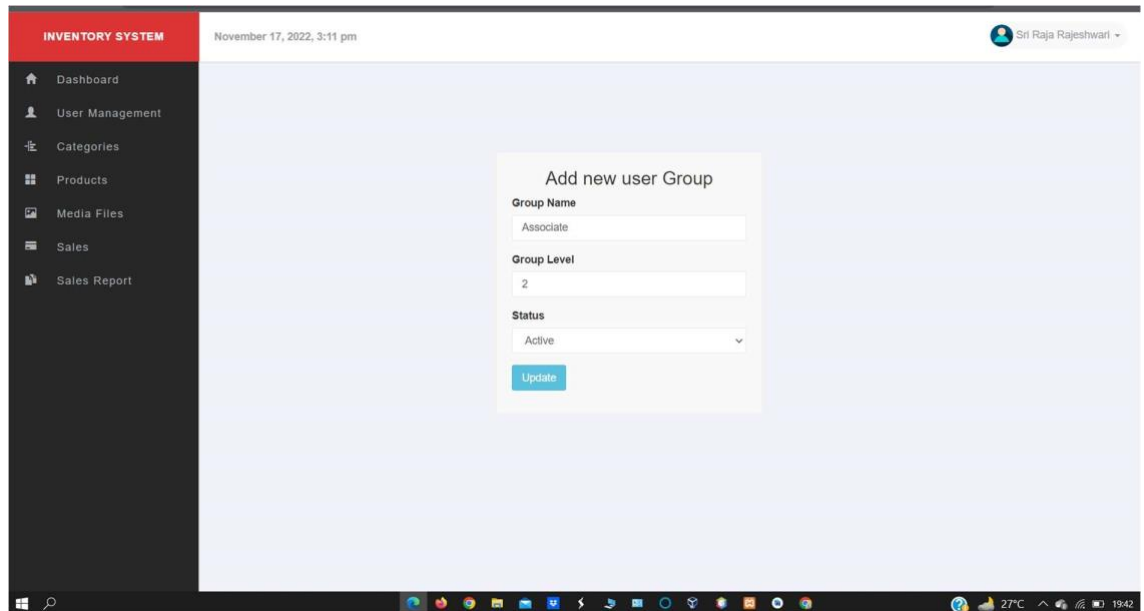 INVENTORY SYSTEM
November 17, 2022, 3:11 pm
Sri Raja Rajeshwari
Dashboard
User Management
Categories
Products
Media Files
Sales
Sales Report
Add new user Group
Group Name
Associate
Group Level
2
Status
Active
Update
27°C
19:42